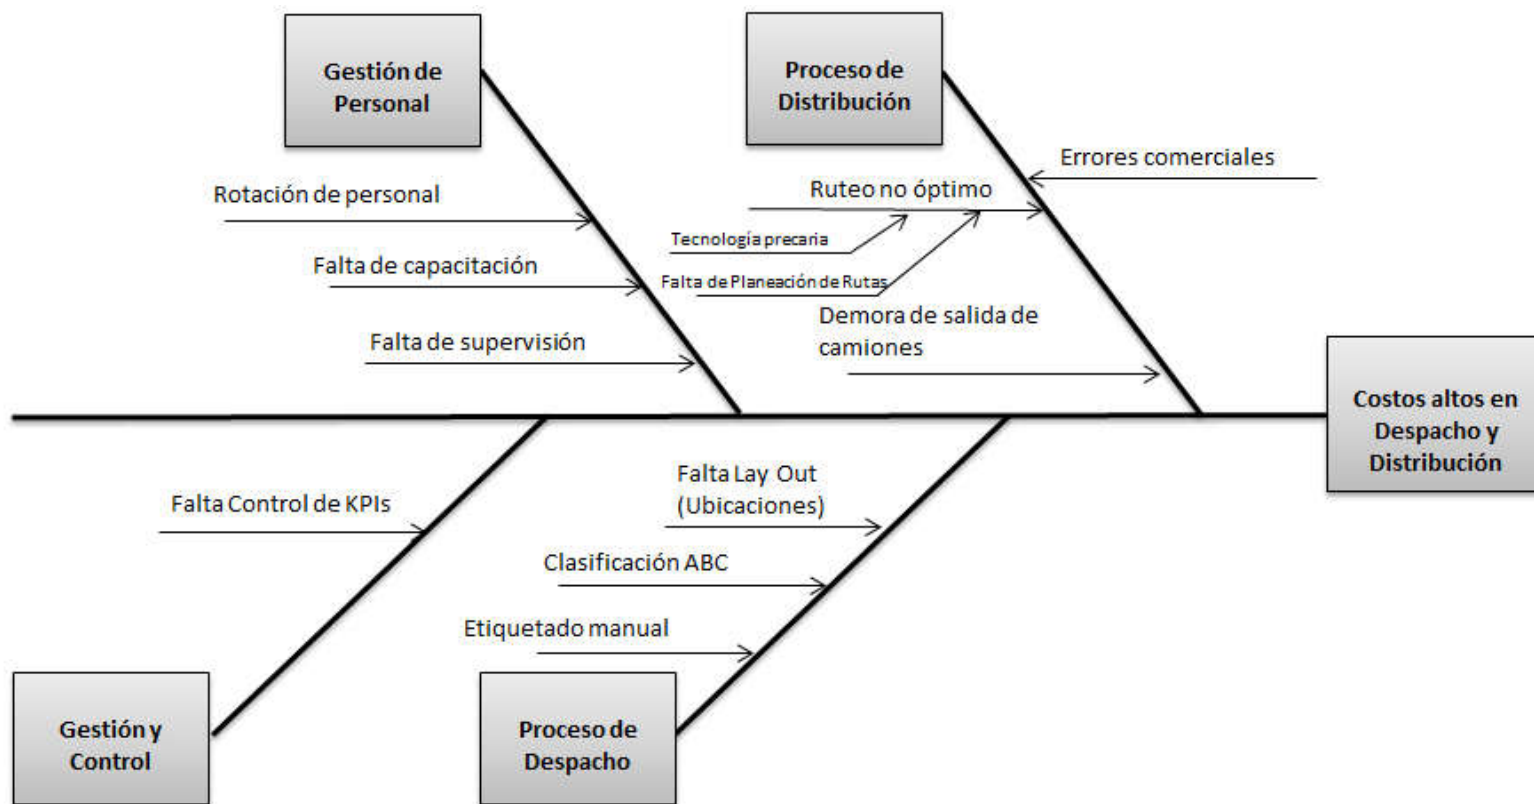 Gestión de
Personal
Proceso de
Distribución
Errores comerciales
Rotación de personal
Ruteo no óptimo
Tecnología precaria
Falta de capacitación
Falta de Planeación de Rutas
Falta de supervisión
Demora de salida de
camiones
Costos altos en
Despacho y
Distribución
Falta Control de KPIs
Falta Lay Out
(Ubicaciones)
Clasificación ABC
Etiquetado manual
Gestión y
Control
Proceso de
Despacho